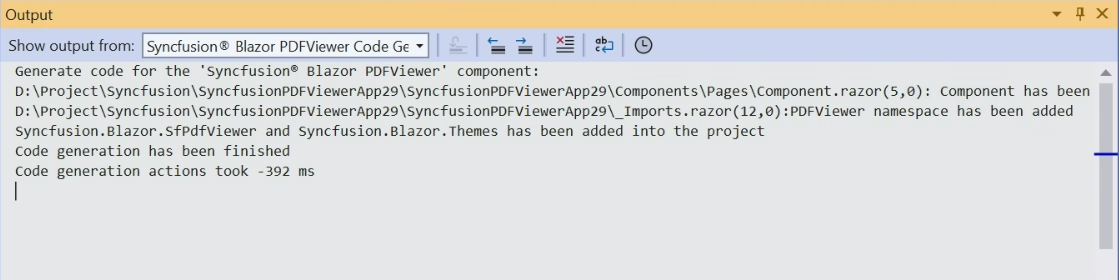 Output
Show output from: Syncfusion® Blazor PDFViewer Code Ge
Generate code for the 'Syncfusion® Blazor PDFViewer' component:
D:\Project\Syncfusion\SyncfusionPDFViewerApp29\SyncfusionPDFViewerApp29\Components\Pages\Component.razor(5,0): Component has been
D:\Project\Syncfusion\SyncfusionPDFViewerApp29\SyncfusionPDFViewerApp29\_Imports.razor(12,0):PDFViewer namespace has been added
Syncfusion.Blazor.SfPdfViewer and Syncfusion.Blazor.Themes has been added into the project
Code generation has been finished
Code generation actions took -392 ms